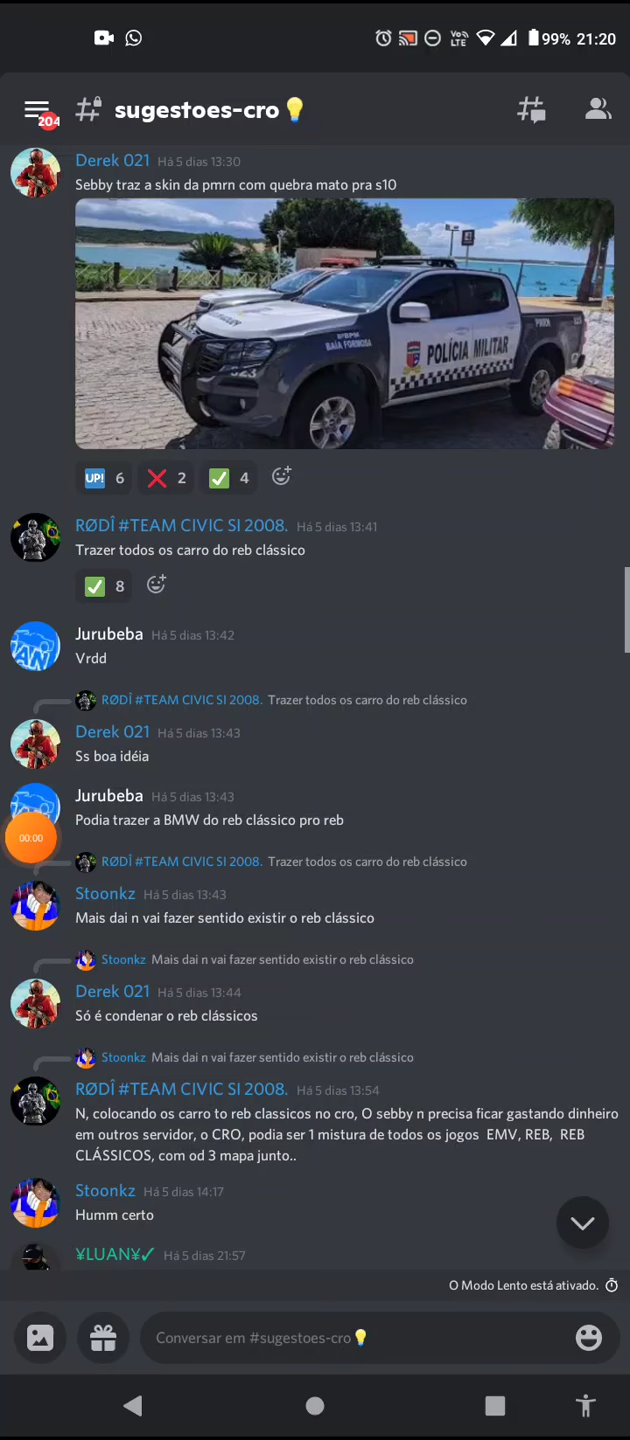 99% 21:20
204
sugestoes-cro💡
Derek 021 Há 5 dias 13:30
Sebby traz a skin da pmrn com quebra mato pra s10
BAÍA FORMOSA
POLÍCIA MILITAR
UP! 6 ❌ 2 ✅ 4
RØDÎ #TEAM CIVIC SI 2008. Há 5 dias 13:41
Trazer todos os carro do reb clássico
✅ 8
Jurubeba Há 5 dias 13:42
Vrdd
RØDÎ #TEAM CIVIC SI 2008. Trazer todos os carro do reb clássico
Derek 021 Há 5 dias 13:43
Ss boa idéia
Jurubeba Há 5 dias 13:43
Podia trazer a BMW do reb clássico pro reb
00:00
RØDÎ #TEAM CIVIC SI 2008. Trazer todos os carro do reb clássico
Stoonkz Há 5 dias 13:43
Mais dai n vai fazer sentido existir o reb clássico
Stoonkz Mais dai n vai fazer sentido existir o reb clássico
Derek 021 Há 5 dias 13:44
Só é condenar o reb clássicos
Stoonkz Mais dai n vai fazer sentido existir o reb clássico
RØDÎ #TEAM CIVIC SI 2008. Há 5 dias 13:54
N, colocando os carro to reb classicos no cro, O sebby n precisa ficar gastando dinheiro
em outros servidor, o CRO, podia ser 1 mistura de todos os jogos EMV, REB, REB
CLÁSSICOS, com od 3 mapa junto..
Stoonkz Há 5 dias 14:17
Humm certo
¥LUAN¥✓ Há 5 dias 21:57
O Modo Lento está ativado.
Conversar em #sugestoes-cro💡